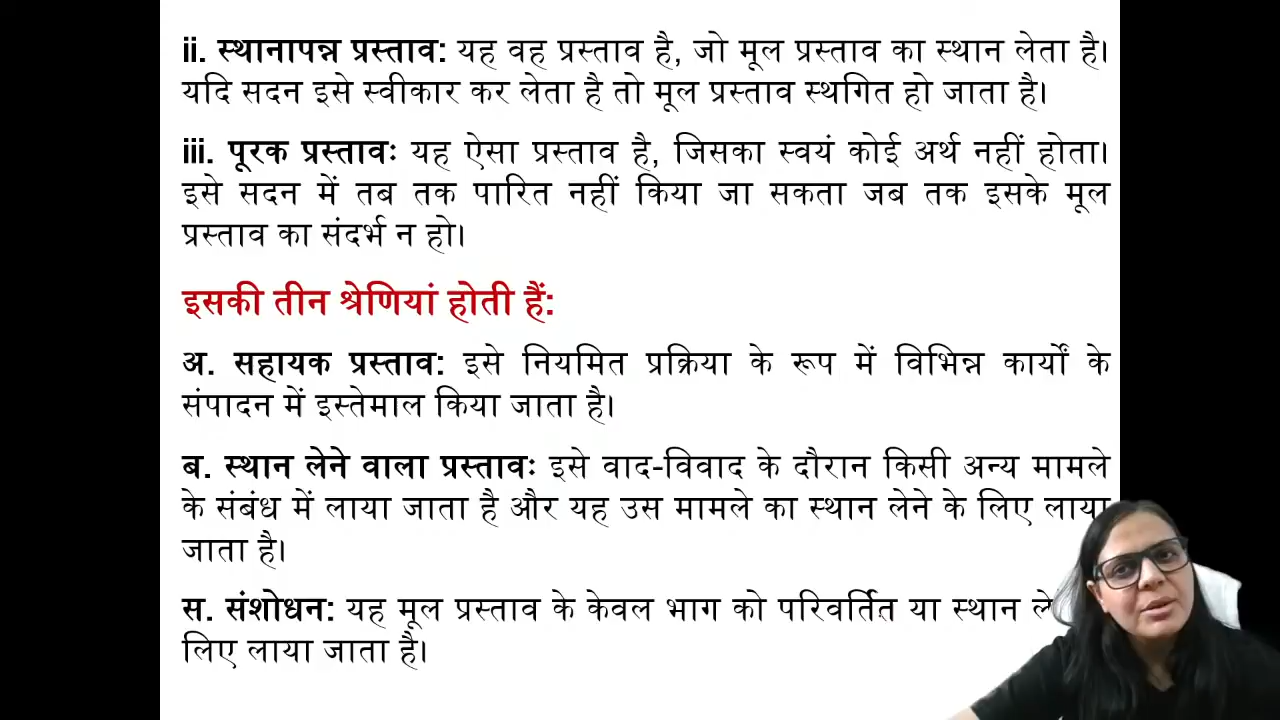 ii. स्थानापन्न प्रस्ताव: यह वह प्रस्ताव है, जो मूल प्रस्ताव का स्थान लेता है।
यदि सदन इसे स्वीकार कर लेता है तो मूल प्रस्ताव स्थगित हो जाता है।
iii. पूरक प्रस्तावः यह ऐसा प्रस्ताव है, जिसका स्वयं कोई अर्थ नहीं होता।
इसे सदन में तब तक पारित नहीं किया जा सकता जब तक इसके मूल
प्रस्ताव का संदर्भ न हो।
इसकी तीन श्रेणियां होती हैं:
अ. सहायक प्रस्ताव: इसे नियमित प्रक्रिया के रूप में विभिन्न कार्यों के
संपादन में इस्तेमाल किया जाता है।
ब. स्थान लेने वाला प्रस्तावः इसे वाद-विवाद के दौरान किसी अन्य मामले
के संबंध में लाया जाता है और यह उस मामले का स्थान लेने के लिए लाया
जाता है।
स. संशोधन: यह मूल प्रस्ताव के केवल भाग को परिवर्तित या स्थान
लिए लाया जाता है।